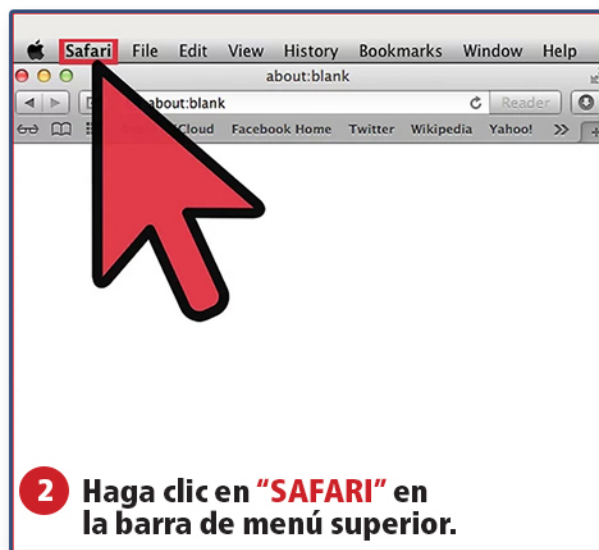 Safari File Edit View History Bookmarks Window Help
about:blank
about:blank Reader
iCloud Facebook Home Twitter Wikipedia Yahoo!
2 Haga clic en “SAFARI” en
la barra de menú superior.